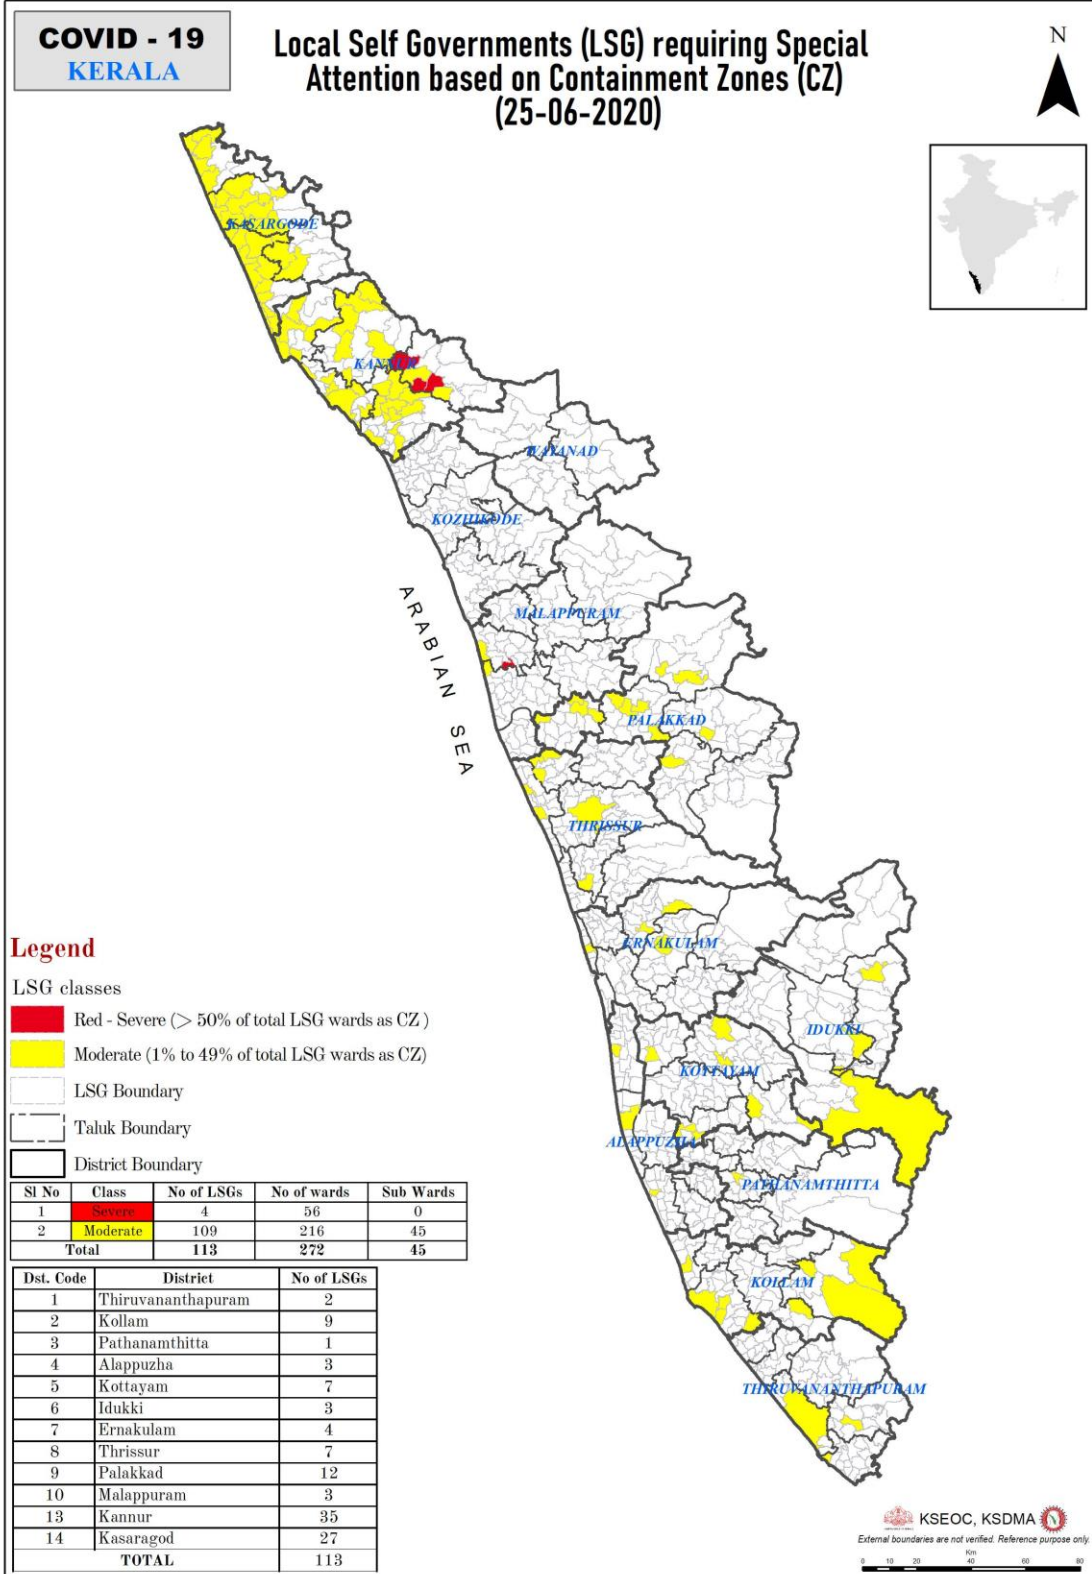 COVID - 19
KERALA
Local Self Governments (LSG) requiring Special
Attention based on Containment Zones (CZ)
(25-06-2020)
N
KASARGODE
KANNUR
WAYANAD
KOZHIKODE
MALAPPURAM
ARABIAN SEA
PALAKKAD
THRISSUR
ERNAKULAM
IDUKKI
KOTTAYAM
ALAPPUZHA
PATHANAMTHITTA
KOLLAM
THIRUVANANTHAPURAM
Legend
LSG classes
Red - Severe (> 50% of total LSG wards as CZ )
Moderate (1% to 49% of total LSG wards as CZ)
LSG Boundary
Taluk Boundary
District Boundary
Sl No Class No of LSGs No of wards Sub Wards
1 Severe 4 56 0
2 Moderate 109 216 45
Total 113 272 45
Dst. Code District No of LSGs
1 Thiruvananthapuram 2
2 Kollam 9
3 Pathanamthitta 1
4 Alappuzha 3
5 Kottayam 7
6 Idukki 3
7 Ernakulam 4
8 Thrissur 7
9 Palakkad 12
10 Malappuram 3
13 Kannur 35
14 Kasaragod 27
TOTAL 113
KSEOC, KSDMA
External boundaries are not verified. Reference purpose only.
Km
0 10 20 40 60 80